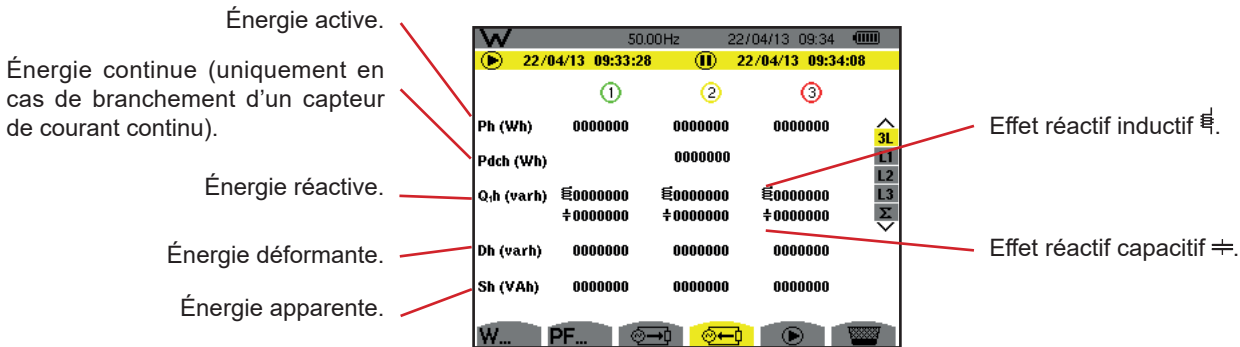 Énergie active.
Énergie continue (uniquement en
cas de branchement d'un capteur
de courant continu).
Énergie réactive.
Énergie déformante.
Énergie apparente.
W 50.00Hz 22/04/13 09:34
22/04/13 09:33:28 22/04/13 09:34:08
1 2 3
Ph (Wh) 0000000 0000000 0000000
Pdch (Wh) 0000000
Q₁h (varh) 0000000 0000000 0000000
0000000 0000000 0000000
Dh (varh) 0000000 0000000 0000000
Sh (VAh) 0000000 0000000 0000000
3L
L1
L2
L3
Σ
W... PF...
Effet réactif inductif .
Effet réactif capacitif .